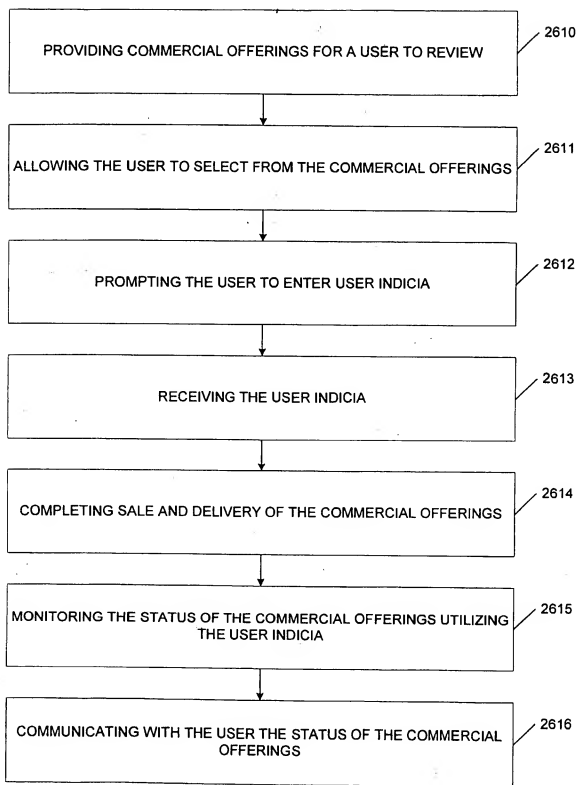 PROVIDING COMMERCIAL OFFERINGS FOR A USER TO REVIEW
2610
ALLOWING THE USER TO SELECT FROM THE COMMERCIAL OFFERINGS
2611
PROMPTING THE USER TO ENTER USER INDICIA
2612
RECEIVING THE USER INDICIA
2613
COMPLETING SALE AND DELIVERY OF THE COMMERCIAL OFFERINGS
2614
MONITORING THE STATUS OF THE COMMERCIAL OFFERINGS UTILIZING
THE USER INDICIA
2615
COMMUNICATING WITH THE USER THE STATUS OF THE COMMERCIAL
OFFERINGS
2616